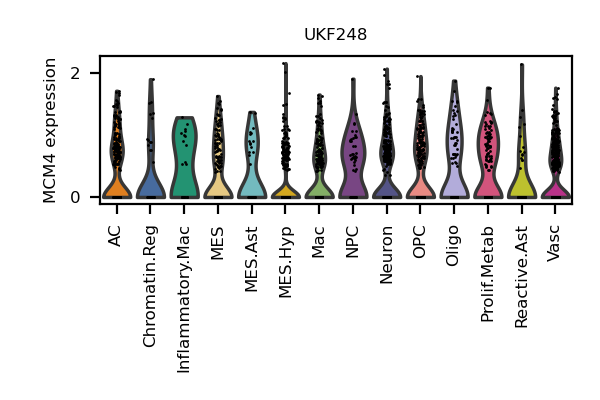 UKF248
MCM4 expression
2
0
AC
Chromatin.Reg
Inflammatory.Mac
MES
MES.Ast
MES.Hyp
Mac
NPC
Neuron
OPC
Oligo
Prolif.Metab
Reactive.Ast
Vasc